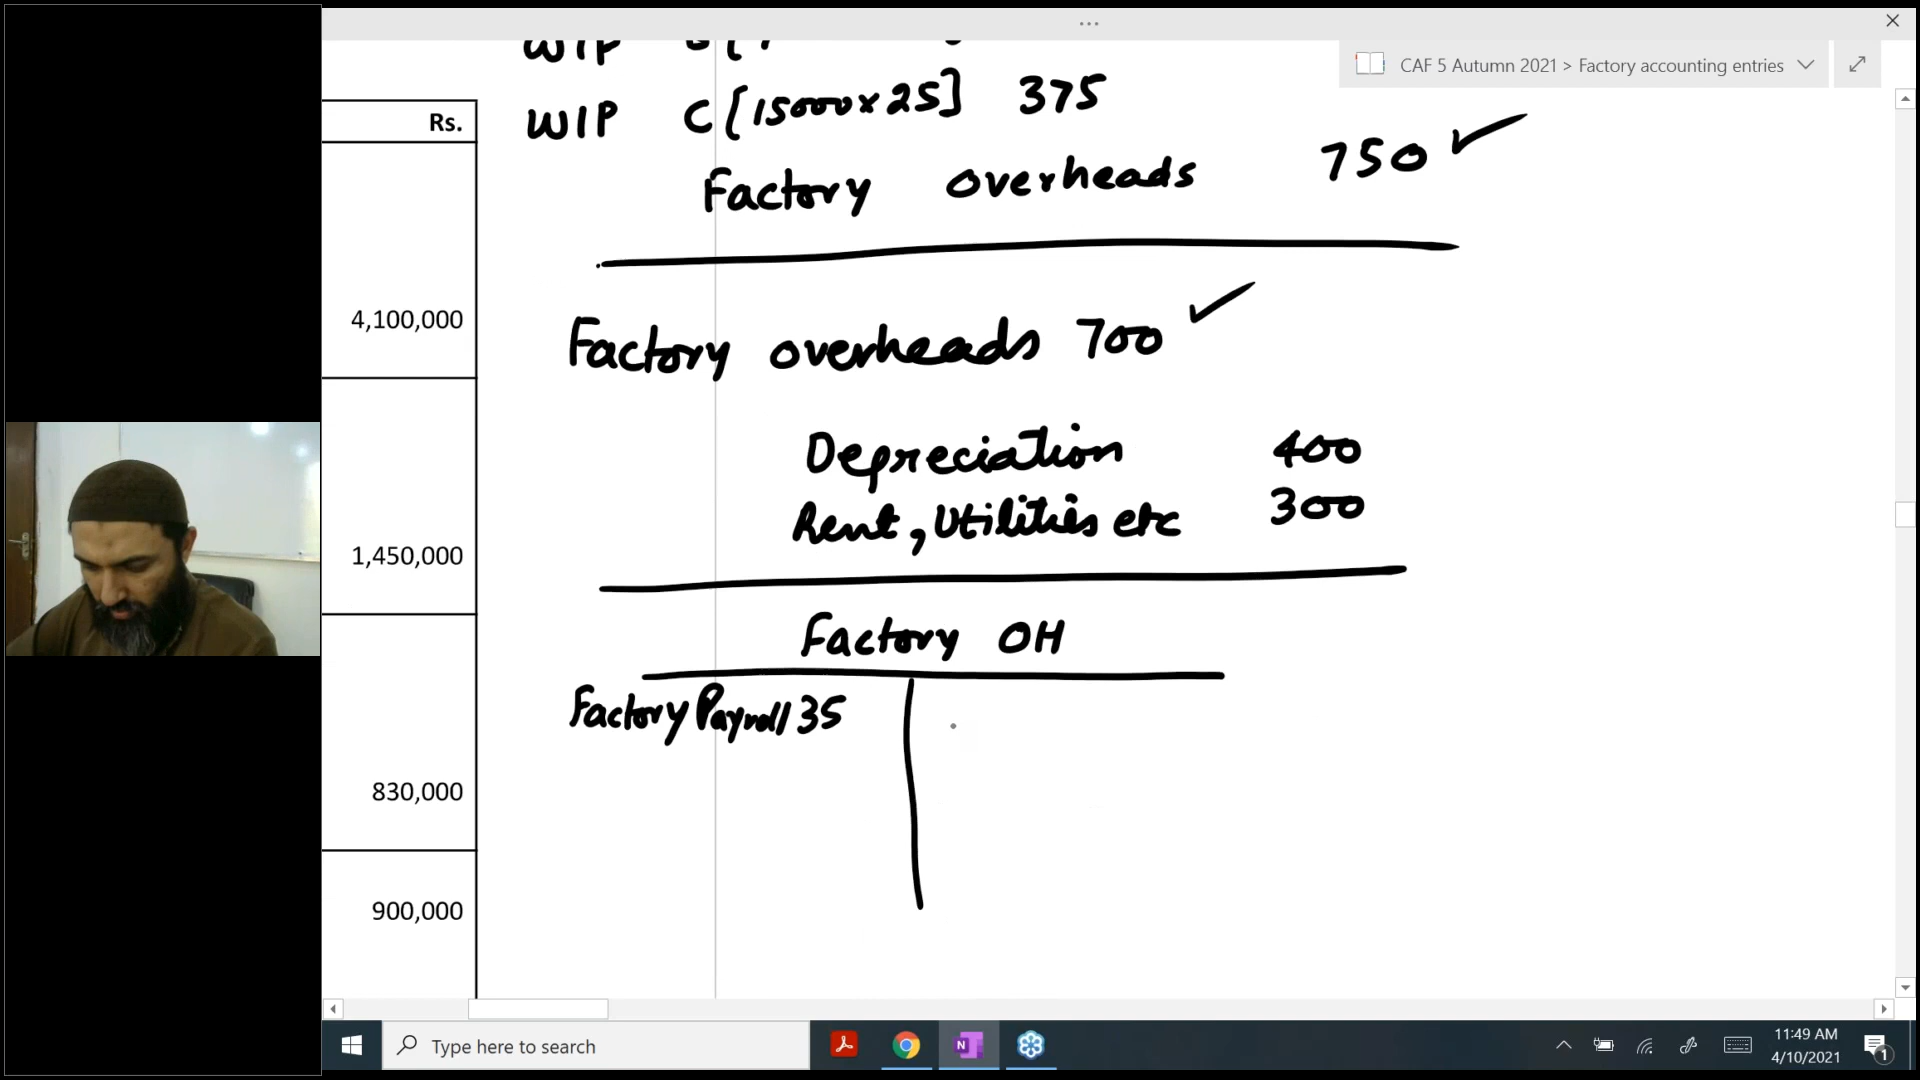 CAF 5 Autumn 2021 > Factory accounting entries
WIP
WIP C [15000 x 25] 375
Factory overheads 750
Factory overheads 700
Depreciation 400
Rent, Utilities etc 300
Factory OH
Factory Payroll 35
Rs.
4,100,000
1,450,000
830,000
900,000
Type here to search
11:49 AM
4/10/2021
1